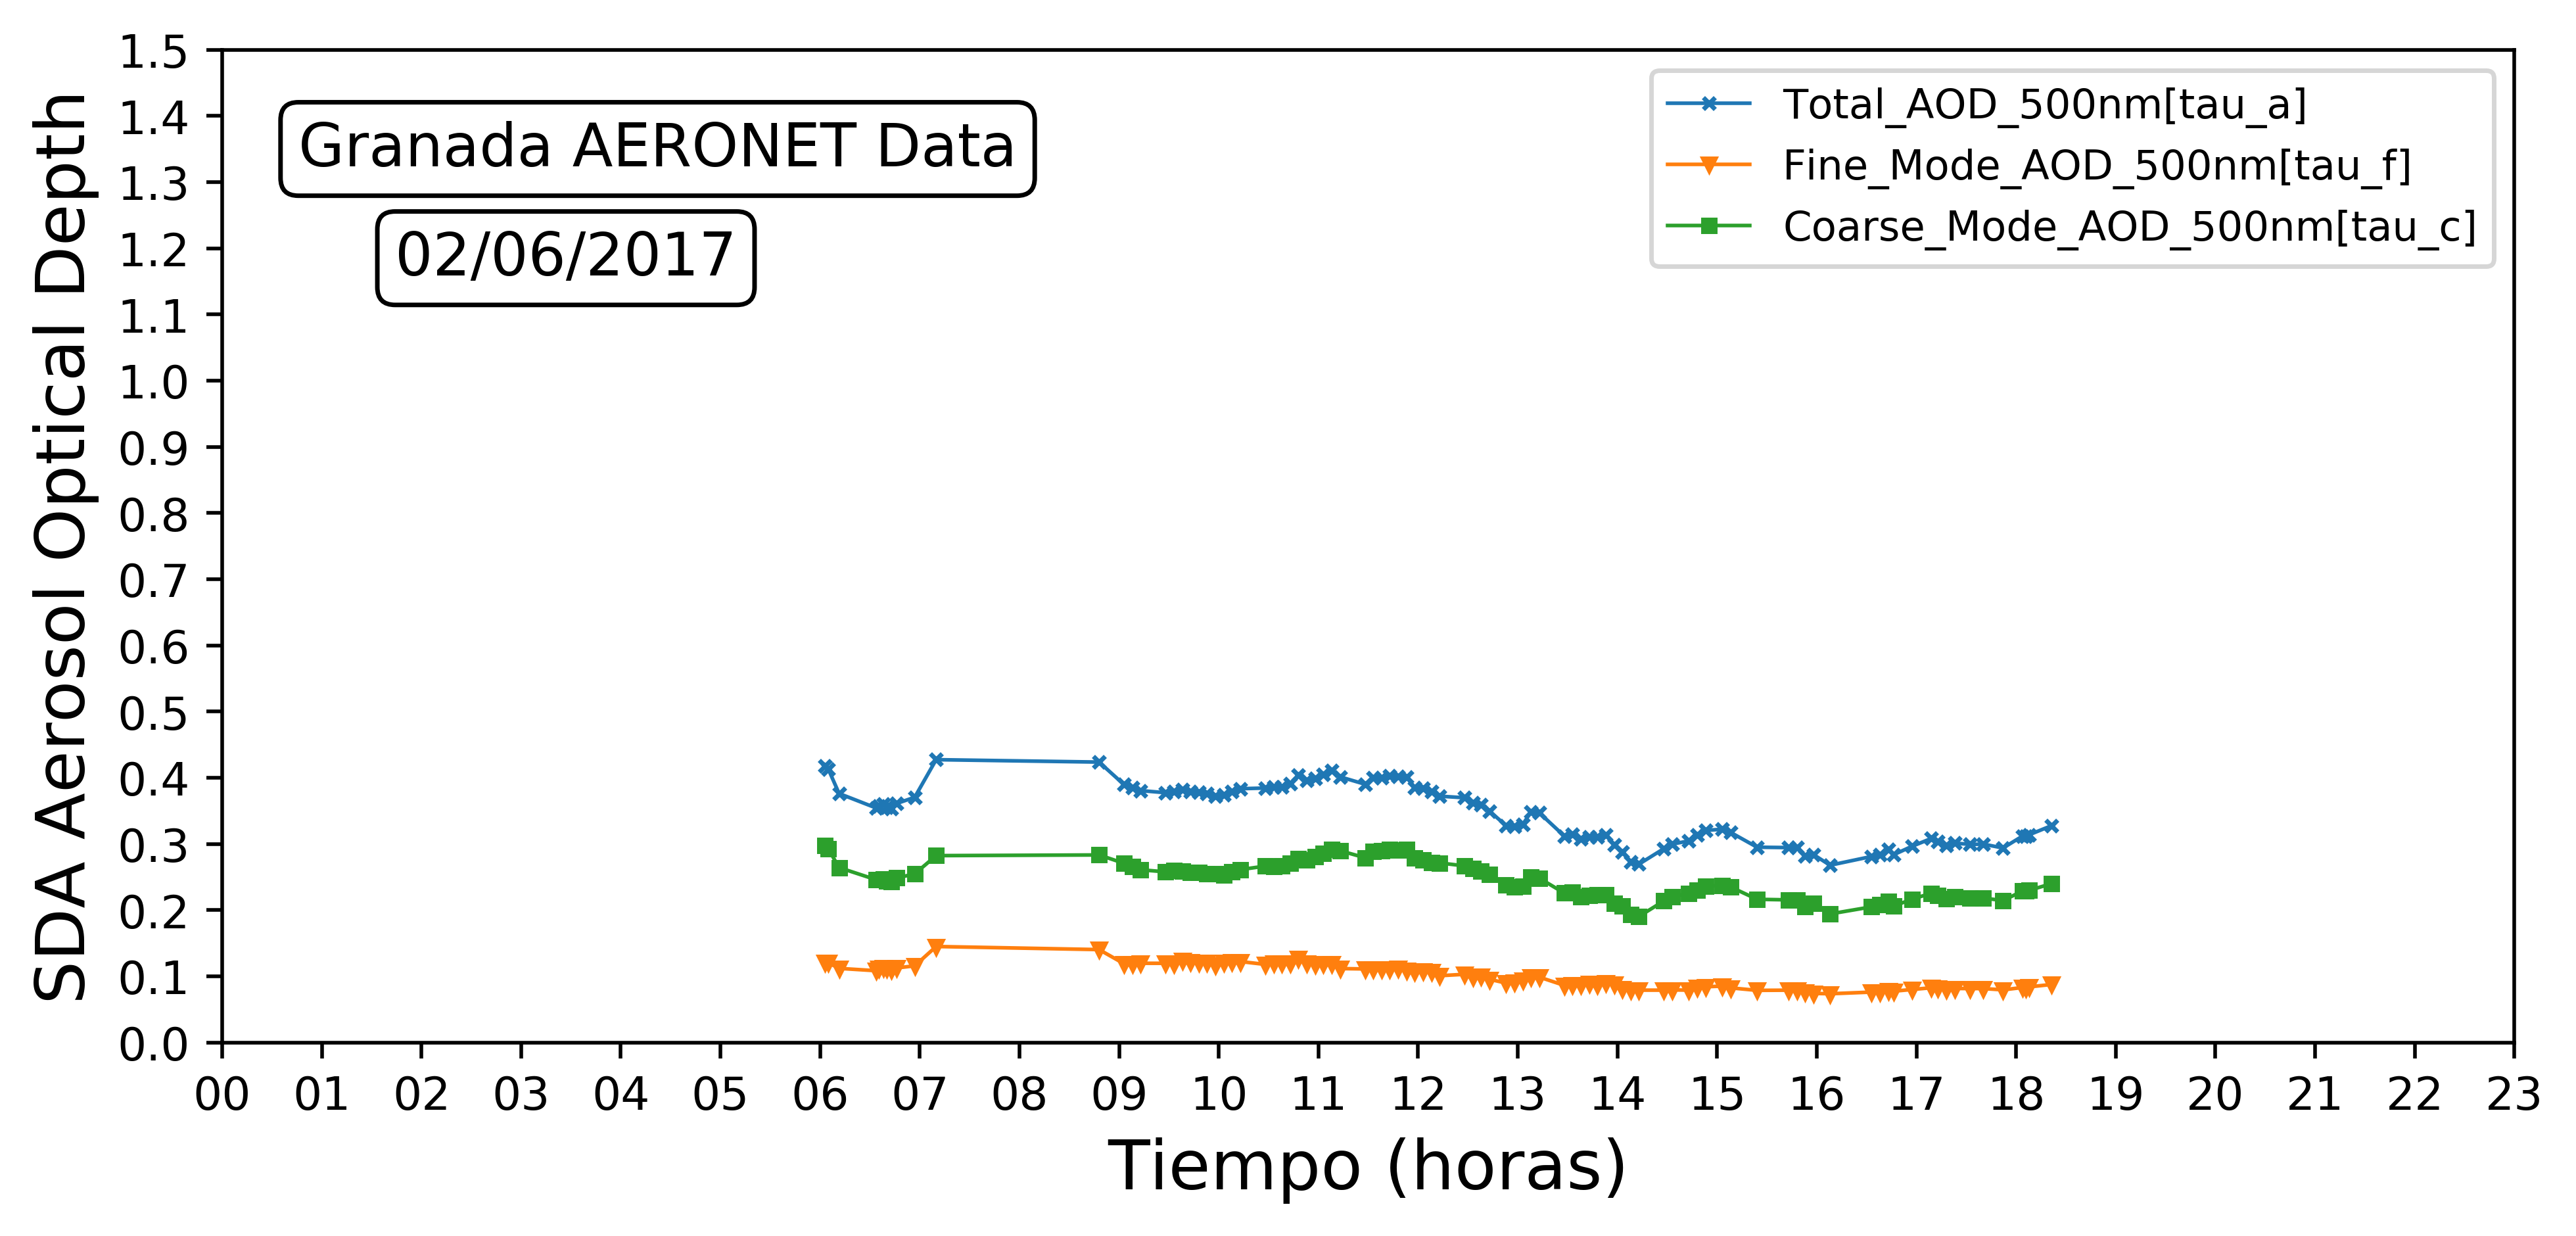 Granada AERONET Data
02/06/2017
Total_AOD_500nm[tau_a]
Fine_Mode_AOD_500nm[tau_f]
Coarse_Mode_AOD_500nm[tau_c]
SDA Aerosol Optical Depth
1.5
1.4
1.3
1.2
1.1
1.0
0.9
0.8
0.7
0.6
0.5
0.4
0.3
0.2
0.1
0.0
00 01 02 03 04 05 06 07 08 09 10 11 12 13 14 15 16 17 18 19 20 21 22 23
Tiempo (horas)